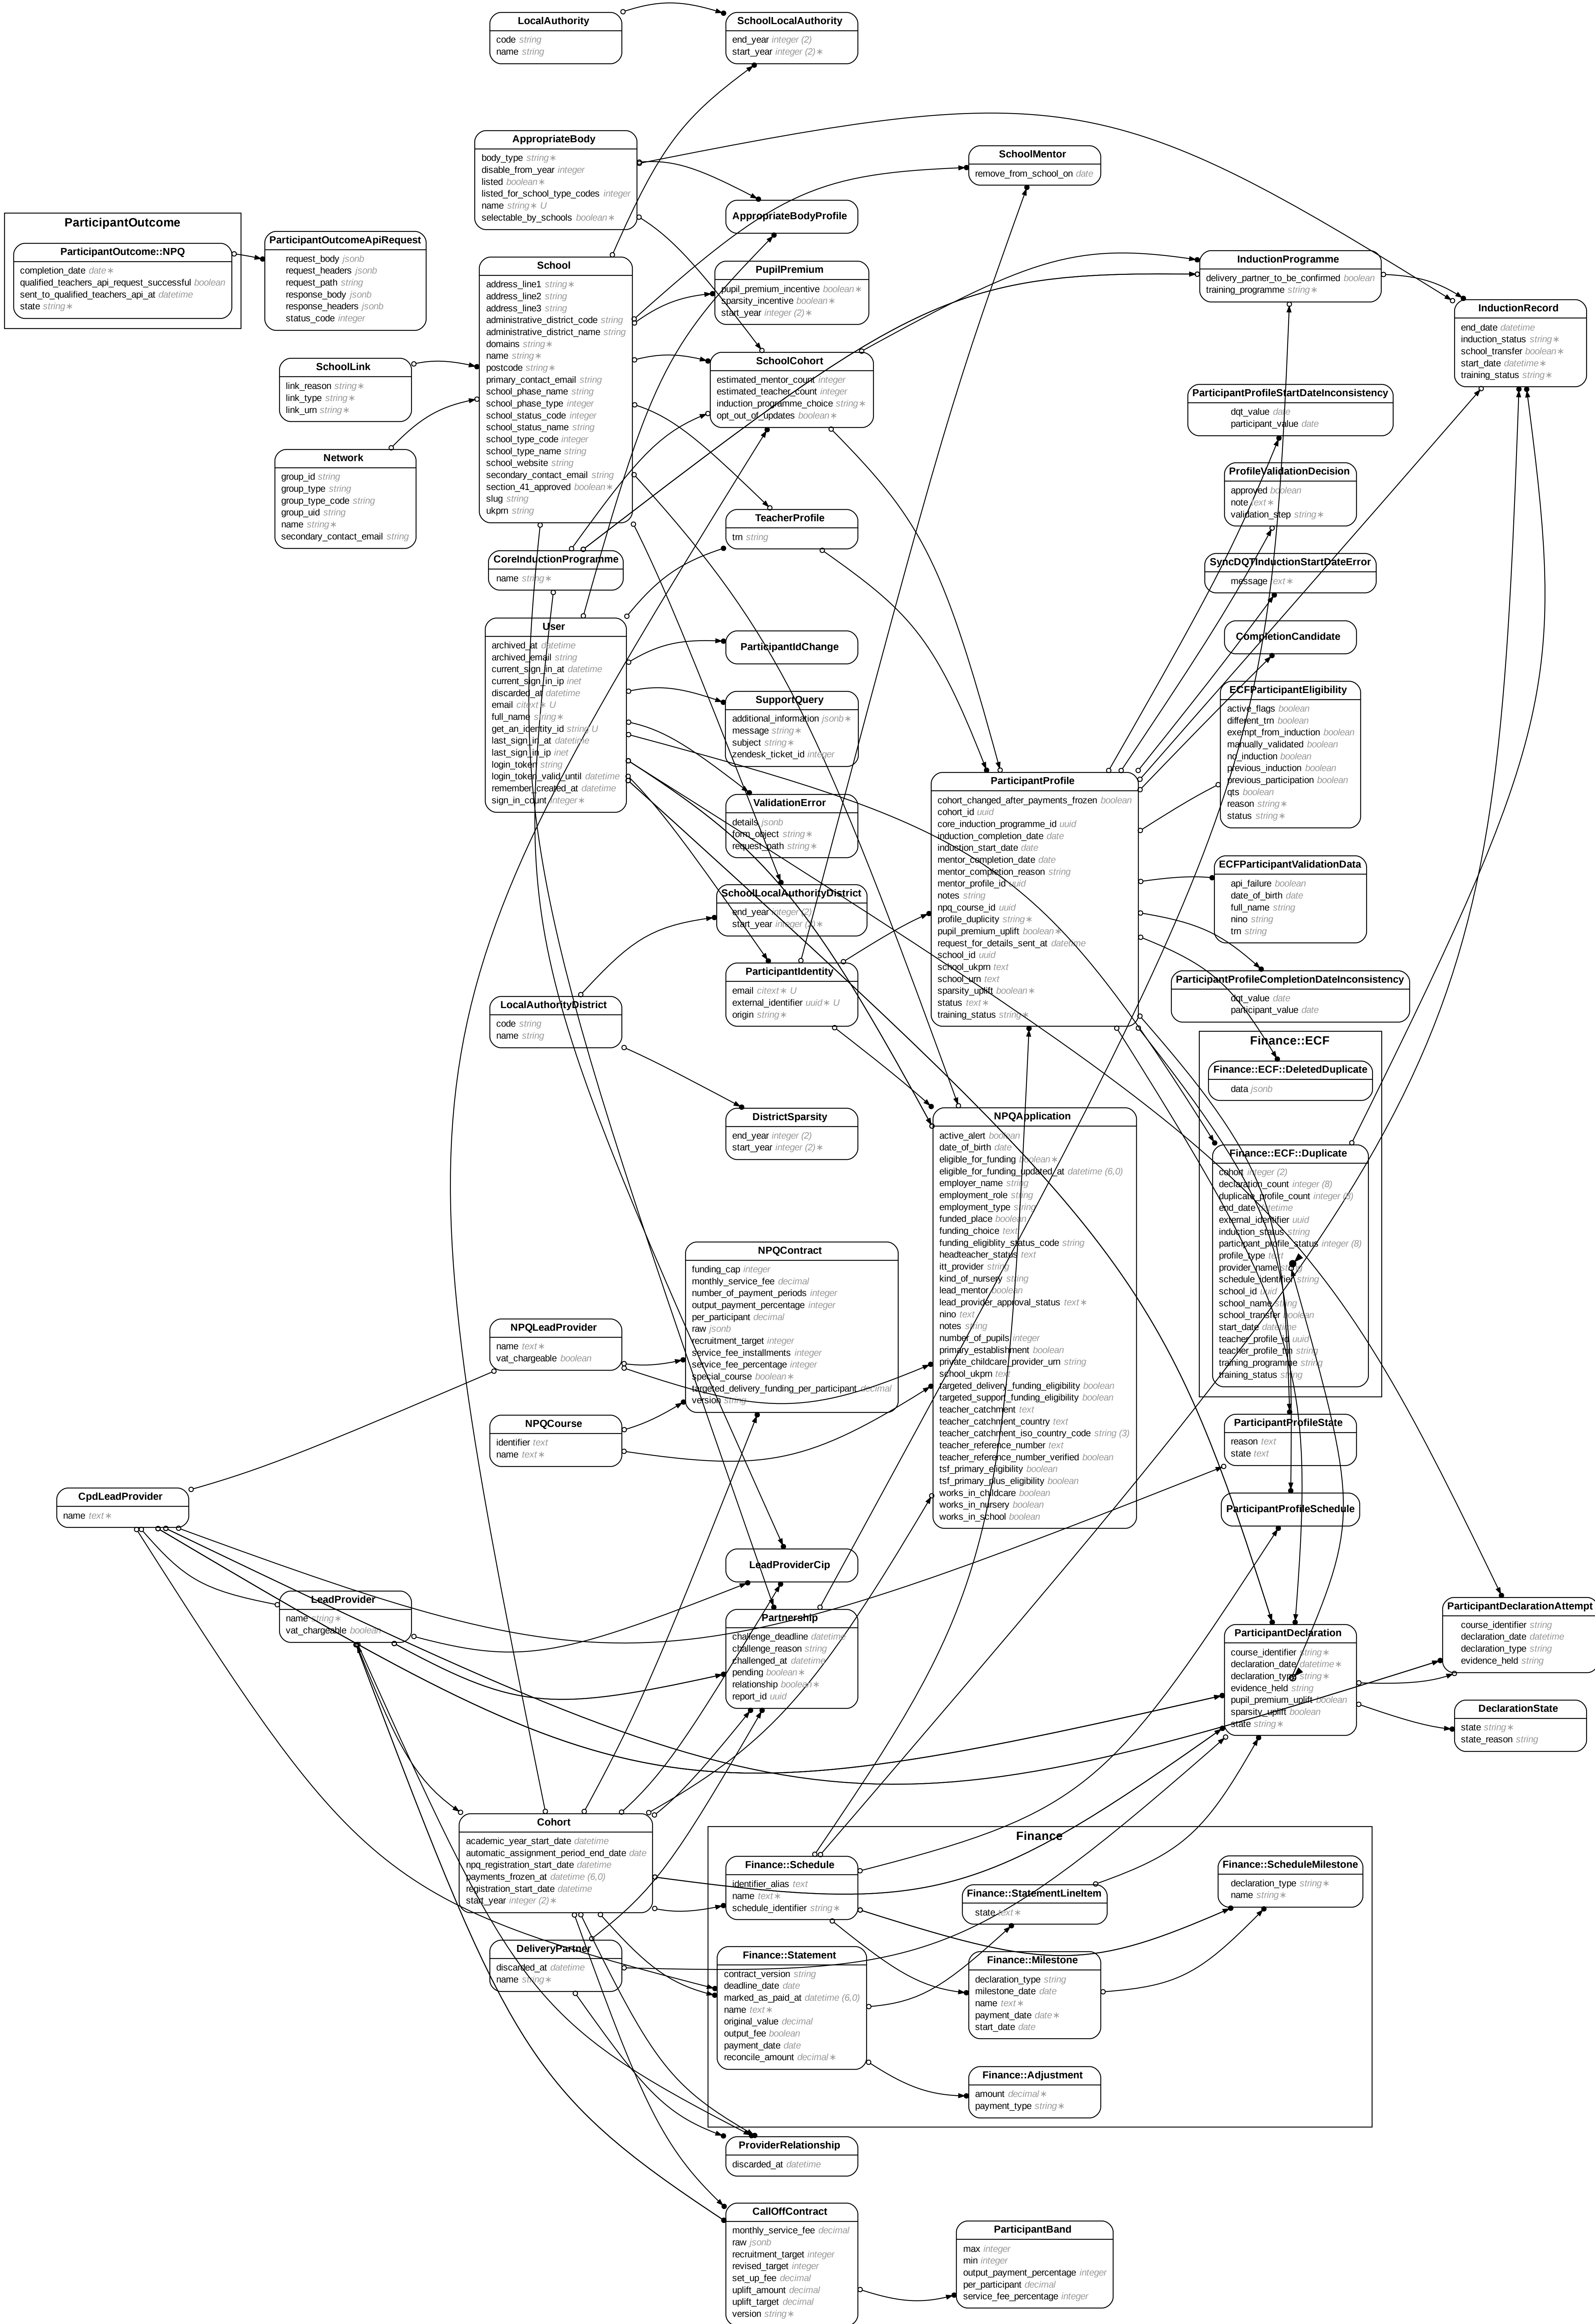 LocalAuthority
code string
name string
SchoolLocalAuthority
end_year integer (2)
start_year integer (2) ∗
AppropriateBody
body_type string ∗
disable_from_year integer
listed boolean ∗
listed_for_school_type_codes integer
name string ∗ U
selectable_by_schools boolean ∗
SchoolMentor
remove_from_school_on date
AppropriateBodyProfile
ParticipantOutcome
ParticipantOutcome::NPQ
completion_date date ∗
qualified_teachers_api_request_successful boolean
sent_to_qualified_teachers_api_at datetime
state string ∗
ParticipantOutcomeApiRequest
request_body jsonb
request_headers jsonb
request_path string
response_body jsonb
response_headers jsonb
status_code integer
School
address_line1 string ∗
address_line2 string
address_line3 string
administrative_district_code string
administrative_district_name string
domains string ∗
name string ∗
postcode string ∗
primary_contact_email string
school_phase_name string
school_phase_type integer
school_status_code integer
school_status_name string
school_type_code integer
school_type_name string
school_website string
secondary_contact_email string
section_41_approved boolean ∗
slug string
ukprn string
PupilPremium
pupil_premium_incentive boolean ∗
sparsity_incentive boolean ∗
start_year integer (2) ∗
InductionProgramme
delivery_partner_to_be_confirmed boolean
training_programme string ∗
InductionRecord
end_date datetime
induction_status string ∗
school_transfer boolean ∗
start_date datetime ∗
training_status string ∗
SchoolLink
link_reason string ∗
link_type string ∗
link_urn string ∗
SchoolCohort
estimated_mentor_count integer
estimated_teacher_count integer
induction_programme_choice string ∗
opt_out_of_updates boolean ∗
ParticipantProfileStartDateInconsistency
dqt_value date
participant_value date
Network
group_id string
group_type string
group_type_code string
group_uid string
name string ∗
secondary_contact_email string
ProfileValidationDecision
approved boolean
note text ∗
validation_step string ∗
TeacherProfile
trn string
CoreInductionProgramme
name string ∗
SyncDQTInductionStartDateError
message text ∗
User
archived_at datetime
archived_email string
current_sign_in_at datetime
current_sign_in_ip inet
discarded_at datetime
email citext ∗ U
full_name string ∗
get_an_identity_id string U
last_sign_in_at datetime
last_sign_in_ip inet
login_token string
login_token_valid_until datetime
remember_created_at datetime
sign_in_count integer ∗
ParticipantIdChange
CompletionCandidate
SupportQuery
additional_information jsonb ∗
message string ∗
subject string ∗
zendesk_ticket_id integer
ECFParticipantEligibility
active_flags boolean
different_trn boolean
exempt_from_induction boolean
manually_validated boolean
no_induction boolean
previous_induction boolean
previous_participation boolean
qts boolean
reason string ∗
status string ∗
ParticipantProfile
cohort_changed_after_payments_frozen boolean
cohort_id uuid
core_induction_programme_id uuid
induction_completion_date date
induction_start_date date
mentor_completion_date date
mentor_completion_reason string
mentor_profile_id uuid
notes string
npq_course_id uuid
profile_duplicity string ∗
pupil_premium_uplift boolean ∗
request_for_details_sent_at datetime
school_id uuid
school_ukprn text
school_urn text
sparsity_uplift boolean ∗
status text ∗
training_status string ∗
ValidationError
details jsonb
form_object string ∗
request_path string ∗
ECFParticipantValidationData
api_failure boolean
date_of_birth date
full_name string
nino string
trn string
SchoolLocalAuthorityDistrict
end_year integer (2)
start_year integer (2) ∗
ParticipantIdentity
email citext ∗ U
external_identifier uuid ∗ U
origin string ∗
ParticipantProfileCompletionDateInconsistency
dqt_value date
participant_value date
LocalAuthorityDistrict
code string
name string
Finance::ECF
Finance::ECF::DeletedDuplicate
data jsonb
DistrictSparsity
end_year integer (2)
start_year integer (2) ∗
NPQApplication
active_alert boolean
date_of_birth date
eligible_for_funding boolean ∗
eligible_for_funding_updated_at datetime (6,0)
employer_name string
employment_role string
employment_type string
funded_place boolean
funding_choice text
funding_eligiblity_status_code string
headteacher_status text
itt_provider string
kind_of_nursery string
lead_mentor boolean
lead_provider_approval_status text ∗
nino text
notes string
number_of_pupils integer
primary_establishment boolean
private_childcare_provider_urn string
school_ukprn text
targeted_delivery_funding_eligibility boolean
targeted_support_funding_eligibility boolean
teacher_catchment text
teacher_catchment_country text
teacher_catchment_iso_country_code string (3)
teacher_reference_number text
teacher_reference_number_verified boolean
tsf_primary_eligibility boolean
tsf_primary_plus_eligibility boolean
works_in_childcare boolean
works_in_nursery boolean
works_in_school boolean
Finance::ECF::Duplicate
cohort integer (2)
declaration_count integer (8)
duplicate_profile_count integer (8)
end_date datetime
external_identifier uuid
induction_status string
participant_profile_status integer (8)
profile_type text
provider_name string
schedule_identifier string
school_id uuid
school_name string
school_transfer boolean
start_date datetime
teacher_profile_id uuid
teacher_profile_trn string
training_programme string
training_status string
NPQContract
funding_cap integer
monthly_service_fee decimal
number_of_payment_periods integer
output_payment_percentage integer
per_participant decimal
raw jsonb
recruitment_target integer
service_fee_installments integer
service_fee_percentage integer
special_course boolean ∗
targeted_delivery_funding_per_participant decimal
version string
NPQLeadProvider
name text ∗
vat_chargeable boolean
NPQCourse
identifier text
name text ∗
ParticipantProfileState
reason text
state text
CpdLeadProvider
name text ∗
ParticipantProfileSchedule
LeadProviderCip
LeadProvider
name string ∗
vat_chargeable boolean
Partnership
challenge_deadline datetime
challenge_reason string
challenged_at datetime
pending boolean ∗
relationship boolean ∗
report_id uuid
ParticipantDeclaration
course_identifier string ∗
declaration_date datetime ∗
declaration_type string ∗
evidence_held string
pupil_premium_uplift boolean
sparsity_uplift boolean
state string ∗
ParticipantDeclarationAttempt
course_identifier string
declaration_date datetime
declaration_type string
evidence_held string
DeclarationState
state string ∗
state_reason string
Cohort
academic_year_start_date datetime
automatic_assignment_period_end_date date
npq_registration_start_date datetime
payments_frozen_at datetime (6,0)
registration_start_date datetime
start_year integer (2) ∗
Finance
Finance::Schedule
identifier_alias text
name text ∗
schedule_identifier string ∗
Finance::StatementLineItem
state text ∗
Finance::ScheduleMilestone
declaration_type string ∗
name string ∗
DeliveryPartner
discarded_at datetime
name string ∗
Finance::Statement
contract_version string
deadline_date date
marked_as_paid_at datetime (6,0)
name text ∗
original_value decimal
output_fee boolean
payment_date date
reconcile_amount decimal ∗
Finance::Milestone
declaration_type string
milestone_date date
name text ∗
payment_date date ∗
start_date date
Finance::Adjustment
amount decimal ∗
payment_type string ∗
ProviderRelationship
discarded_at datetime
CallOffContract
monthly_service_fee decimal
raw jsonb
recruitment_target integer
revised_target integer
set_up_fee decimal
uplift_amount decimal
uplift_target decimal
version string ∗
ParticipantBand
max integer
min integer
output_payment_percentage integer
per_participant decimal
service_fee_percentage integer